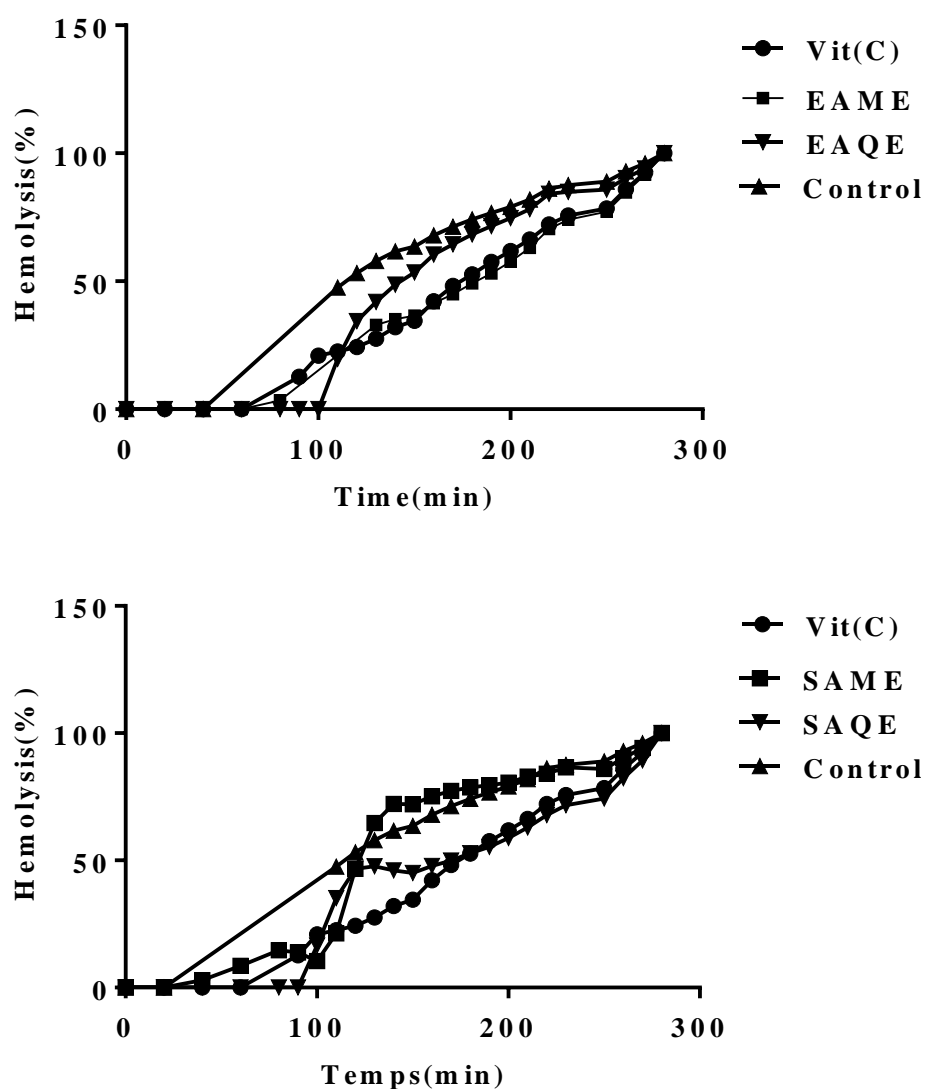 150
Vit(C)
EAME
EAQE
Control
100
50
0
Hemolysis(%)
0 100 200 300
Time(min)
150
Vit(C)
SAME
SAQE
Control
100
50
0
Hemolysis(%)
0 100 200 300
Temps(min)